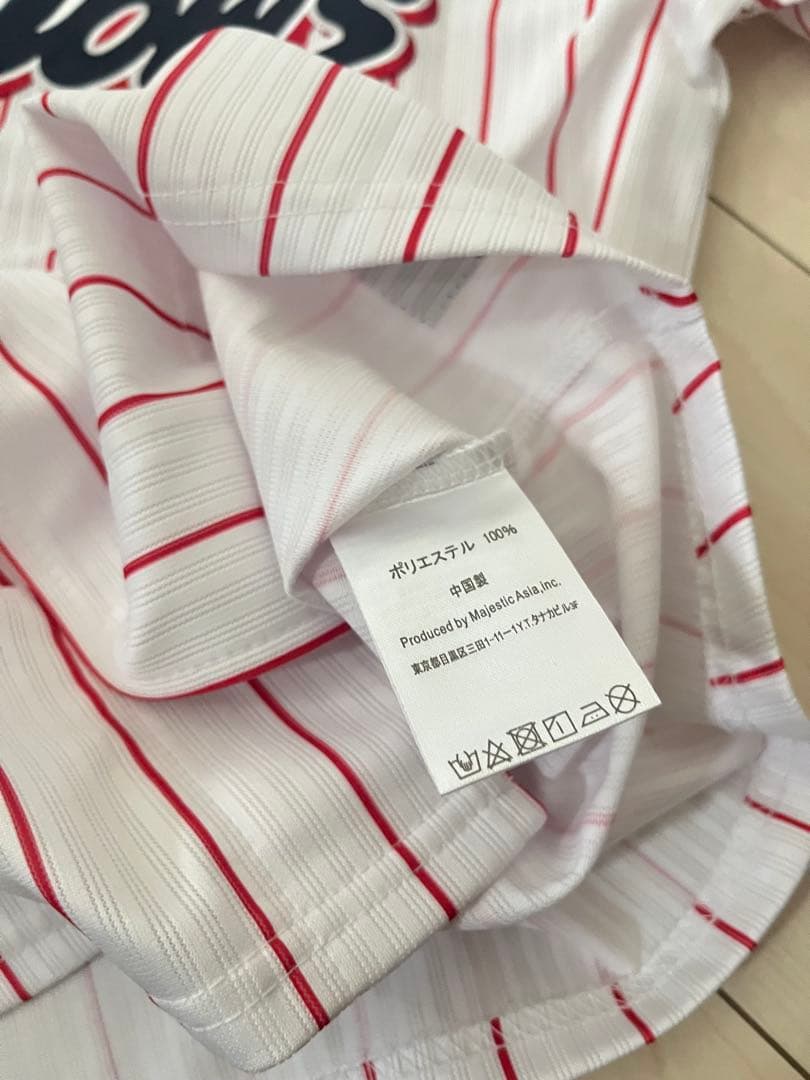 ポリエステル 100%
中国製
Produced by Majestic Asia,inc.
東京都目黒区三田1-11-1Y.T.タナカビル3F